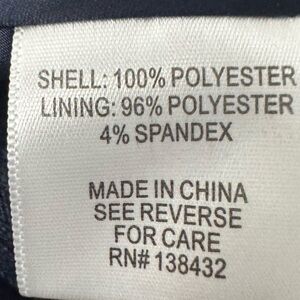 SHELL: 100% POLYESTER
LINING: 96% POLYESTER
4% SPANDEX
MADE IN CHINA
SEE REVERSE
FOR CARE
RN# 138432